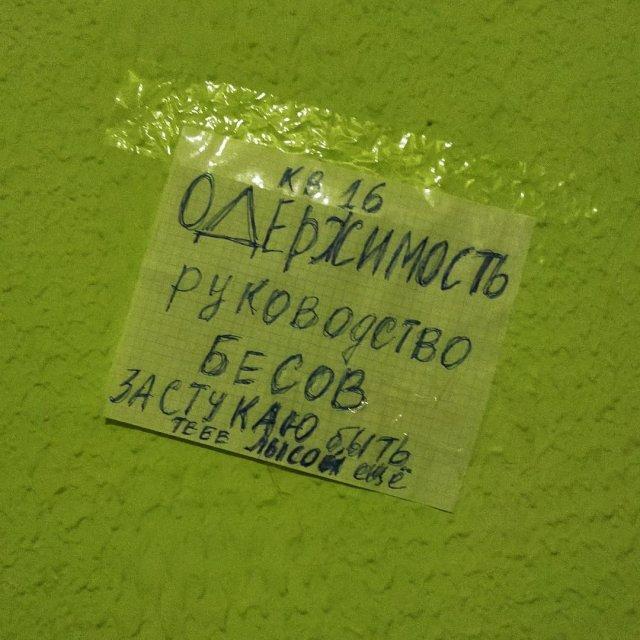 кв 16
ОДЕРЖИМОСТЬ
руководство
БЕСОВ
ЗАСТУКАЮ БЫТЬ
ТЕБЕ ЛЫСОЙ ЕЩЁ